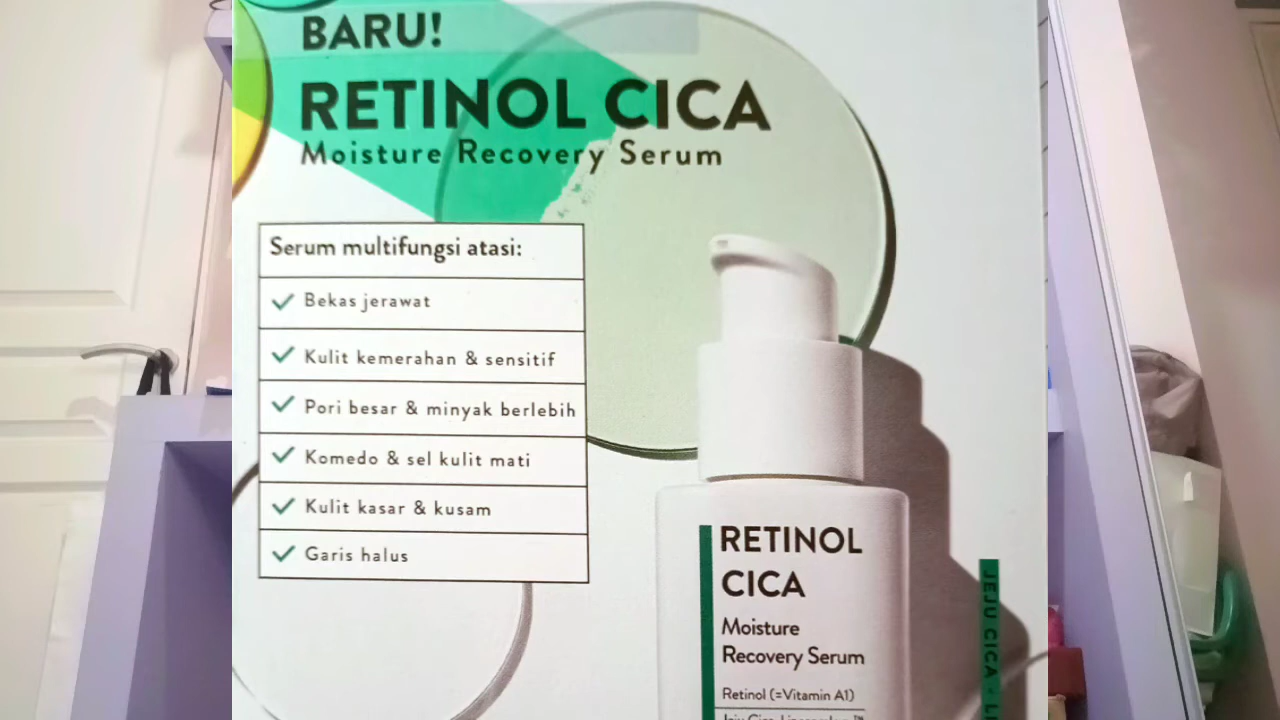 BARU!
RETINOL CICA
Moisture Recovery Serum
Serum multifungsi atasi:
Bekas jerawat
Kulit kemerahan & sensitif
Pori besar & minyak berlebih
Komedo & sel kulit mati
Kulit kasar & kusam
Garis halus
RETINOL
CICA
Moisture
Recovery Serum
Retinol (=Vitamin A1)
JEJU CICA